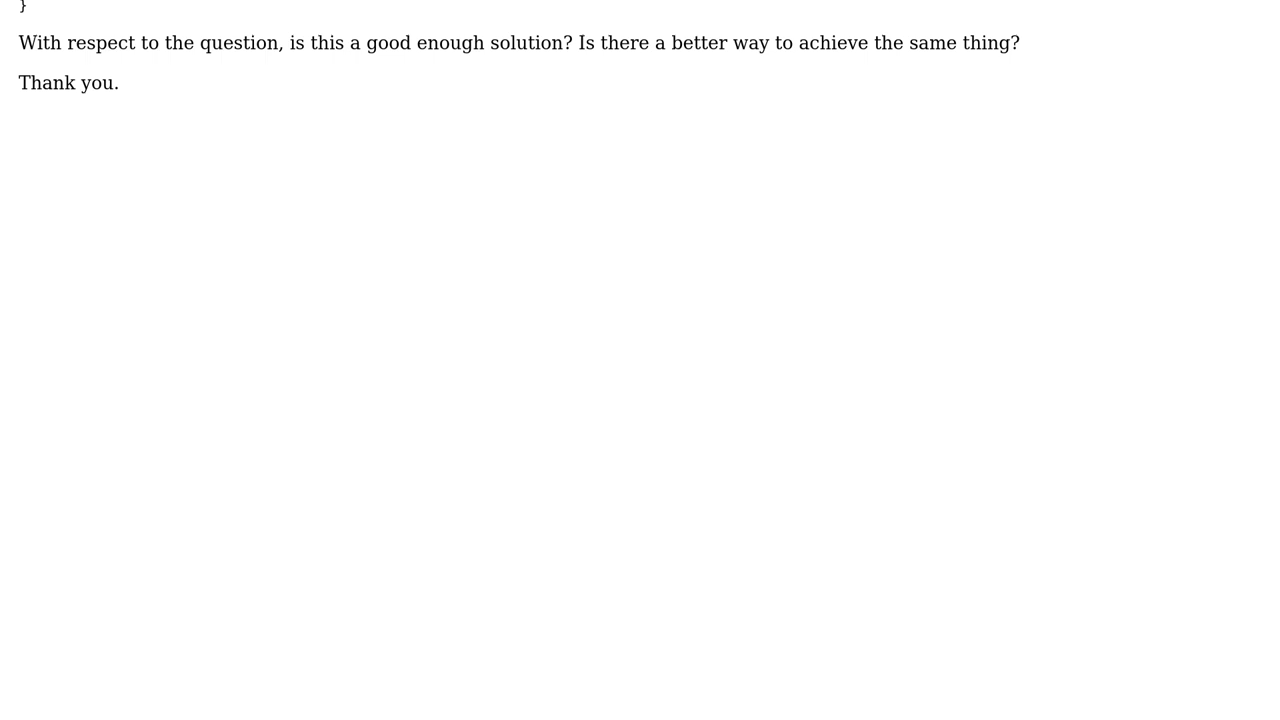 }
With respect to the question, is this a good enough solution? Is there a better way to achieve the same thing?
Thank you.